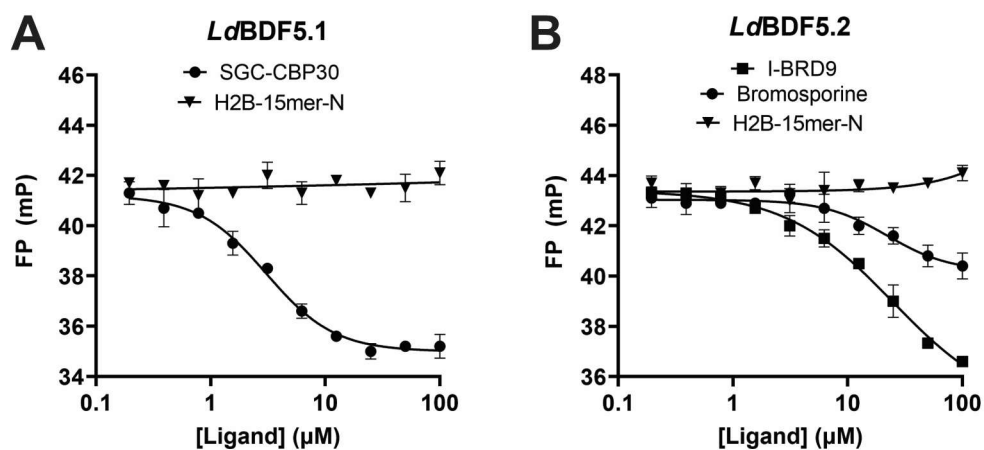 A
LdBDF5.1
SGC-CBP30
H2B-15mer-N
46
44
42
40
38
36
34
FP (mP)
0.1
1
10
100
[Ligand] (µM)
B
LdBDF5.2
I-BRD9
Bromosporine
H2B-15mer-N
46
44
42
40
38
36
FP (mP)
0.1
1
10
100
[Ligand] (µM)